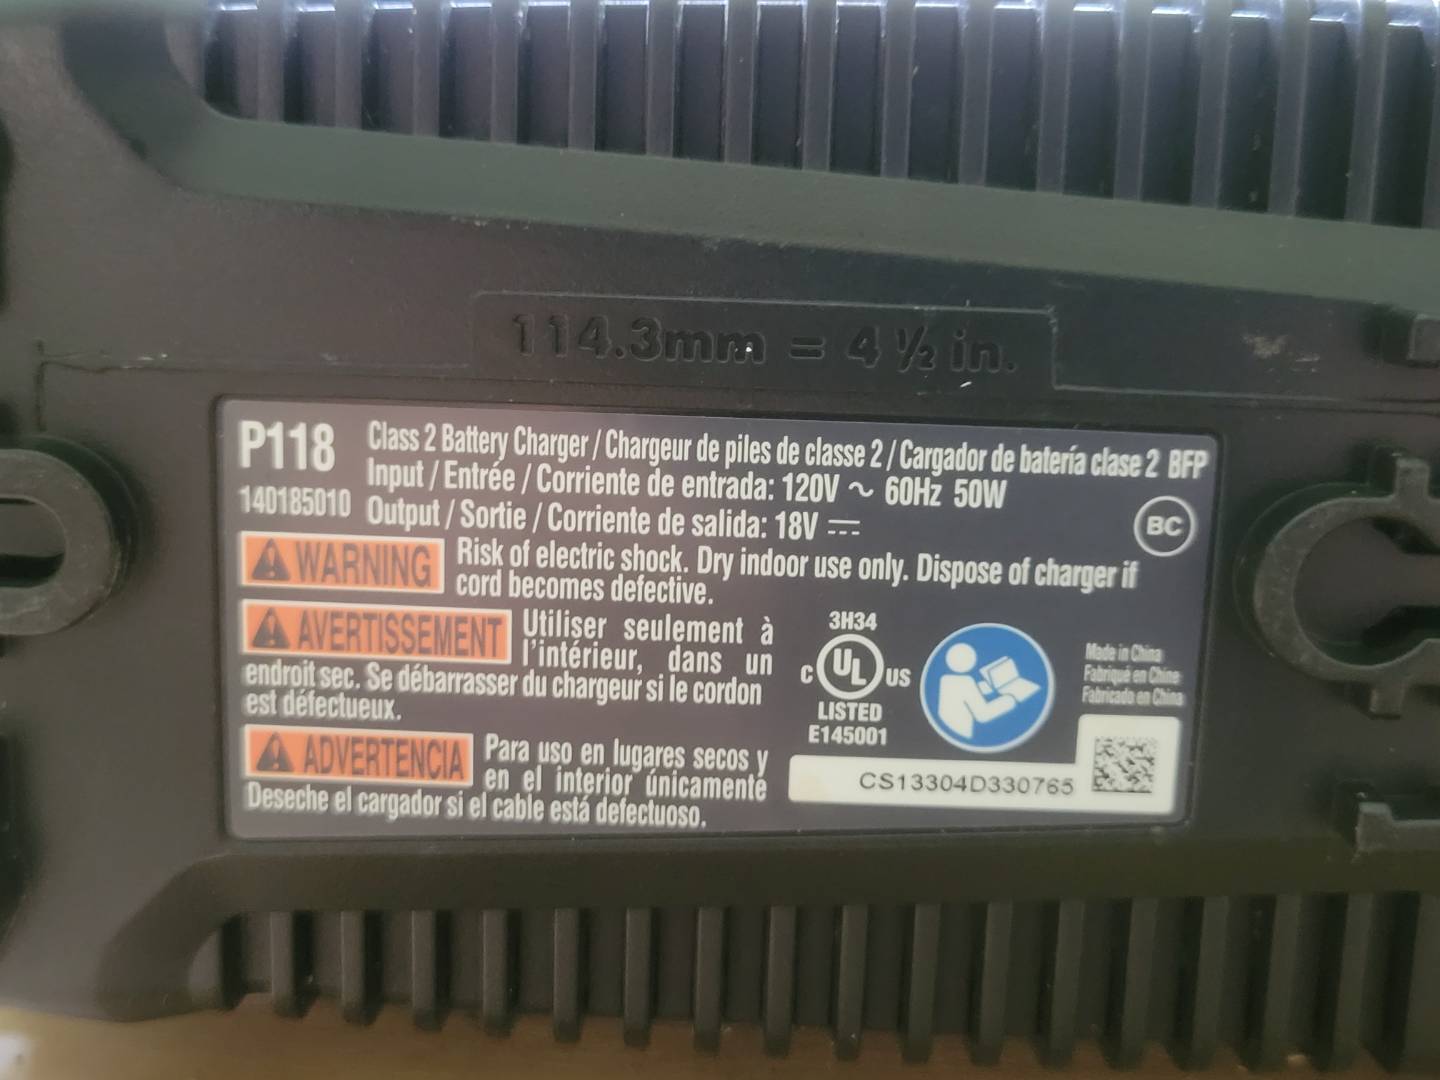 114.3mm = 4 ½ in.
P118
140185010
Class 2 Battery Charger / Chargeur de piles de classe 2 / Cargador de batería clase 2 BFP
Input / Entrée / Corriente de entrada: 120V ~ 60Hz 50W
Output / Sortie / Corriente de salida: 18V ⎓
BC
WARNING Risk of electric shock. Dry indoor use only. Dispose of charger if
cord becomes defective.
AVERTISSEMENT Utiliser seulement à
l'intérieur, dans un
endroit sec. Se débarrasser du chargeur si le cordon
est défectueux.
ADVERTENCIA Para uso en lugares secos y
en el interior únicamente
Deseche el cargador si el cable está defectuoso.
3H34
C UL US
LISTED
E145001
Made in China
Fabriqué en Chine
Fabricado en China
CS13304D330765